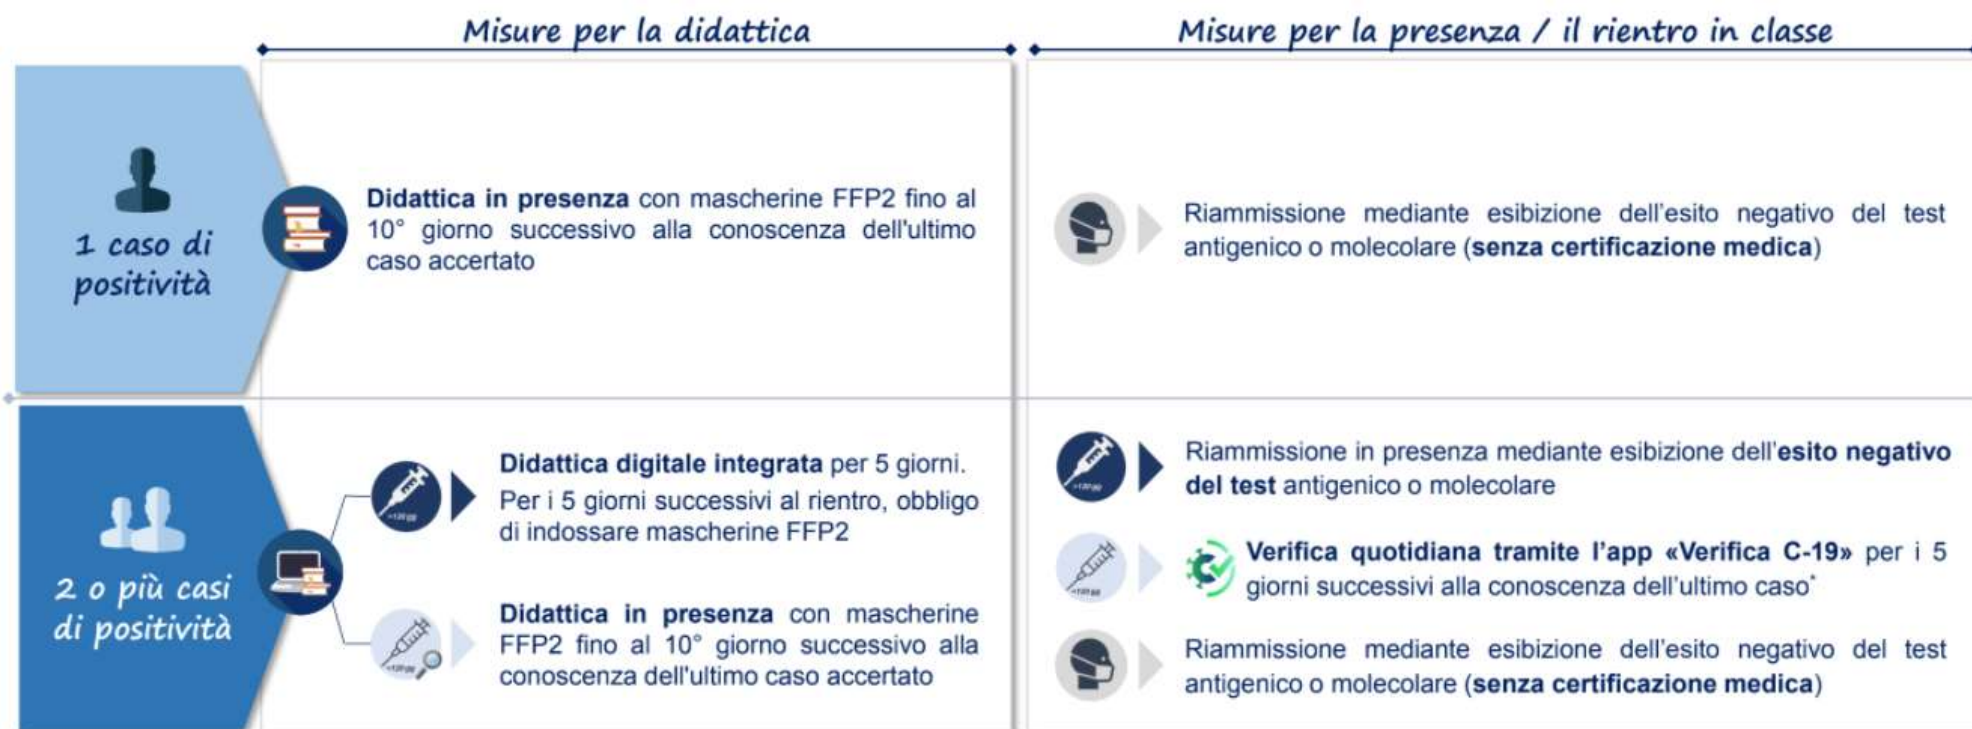 Misure per la didattica
Misure per la presenza / il rientro in classe
1 caso di
positività
Didattica in presenza con mascherine FFP2 fino al
10° giorno successivo alla conoscenza dell'ultimo
caso accertato
Riammissione mediante esibizione dell'esito negativo del test
antigenico o molecolare (senza certificazione medica)
2 o più casi
di positività
Didattica digitale integrata per 5 giorni.
Per i 5 giorni successivi al rientro, obbligo
di indossare mascherine FFP2
Didattica in presenza con mascherine
FFP2 fino al 10° giorno successivo alla
conoscenza dell'ultimo caso accertato
Riammissione in presenza mediante esibizione dell'esito negativo
del test antigenico o molecolare
Verifica quotidiana tramite l'app «Verifica C-19» per i 5
giorni successivi alla conoscenza dell'ultimo caso*
Riammissione mediante esibizione dell'esito negativo del test
antigenico o molecolare (senza certificazione medica)